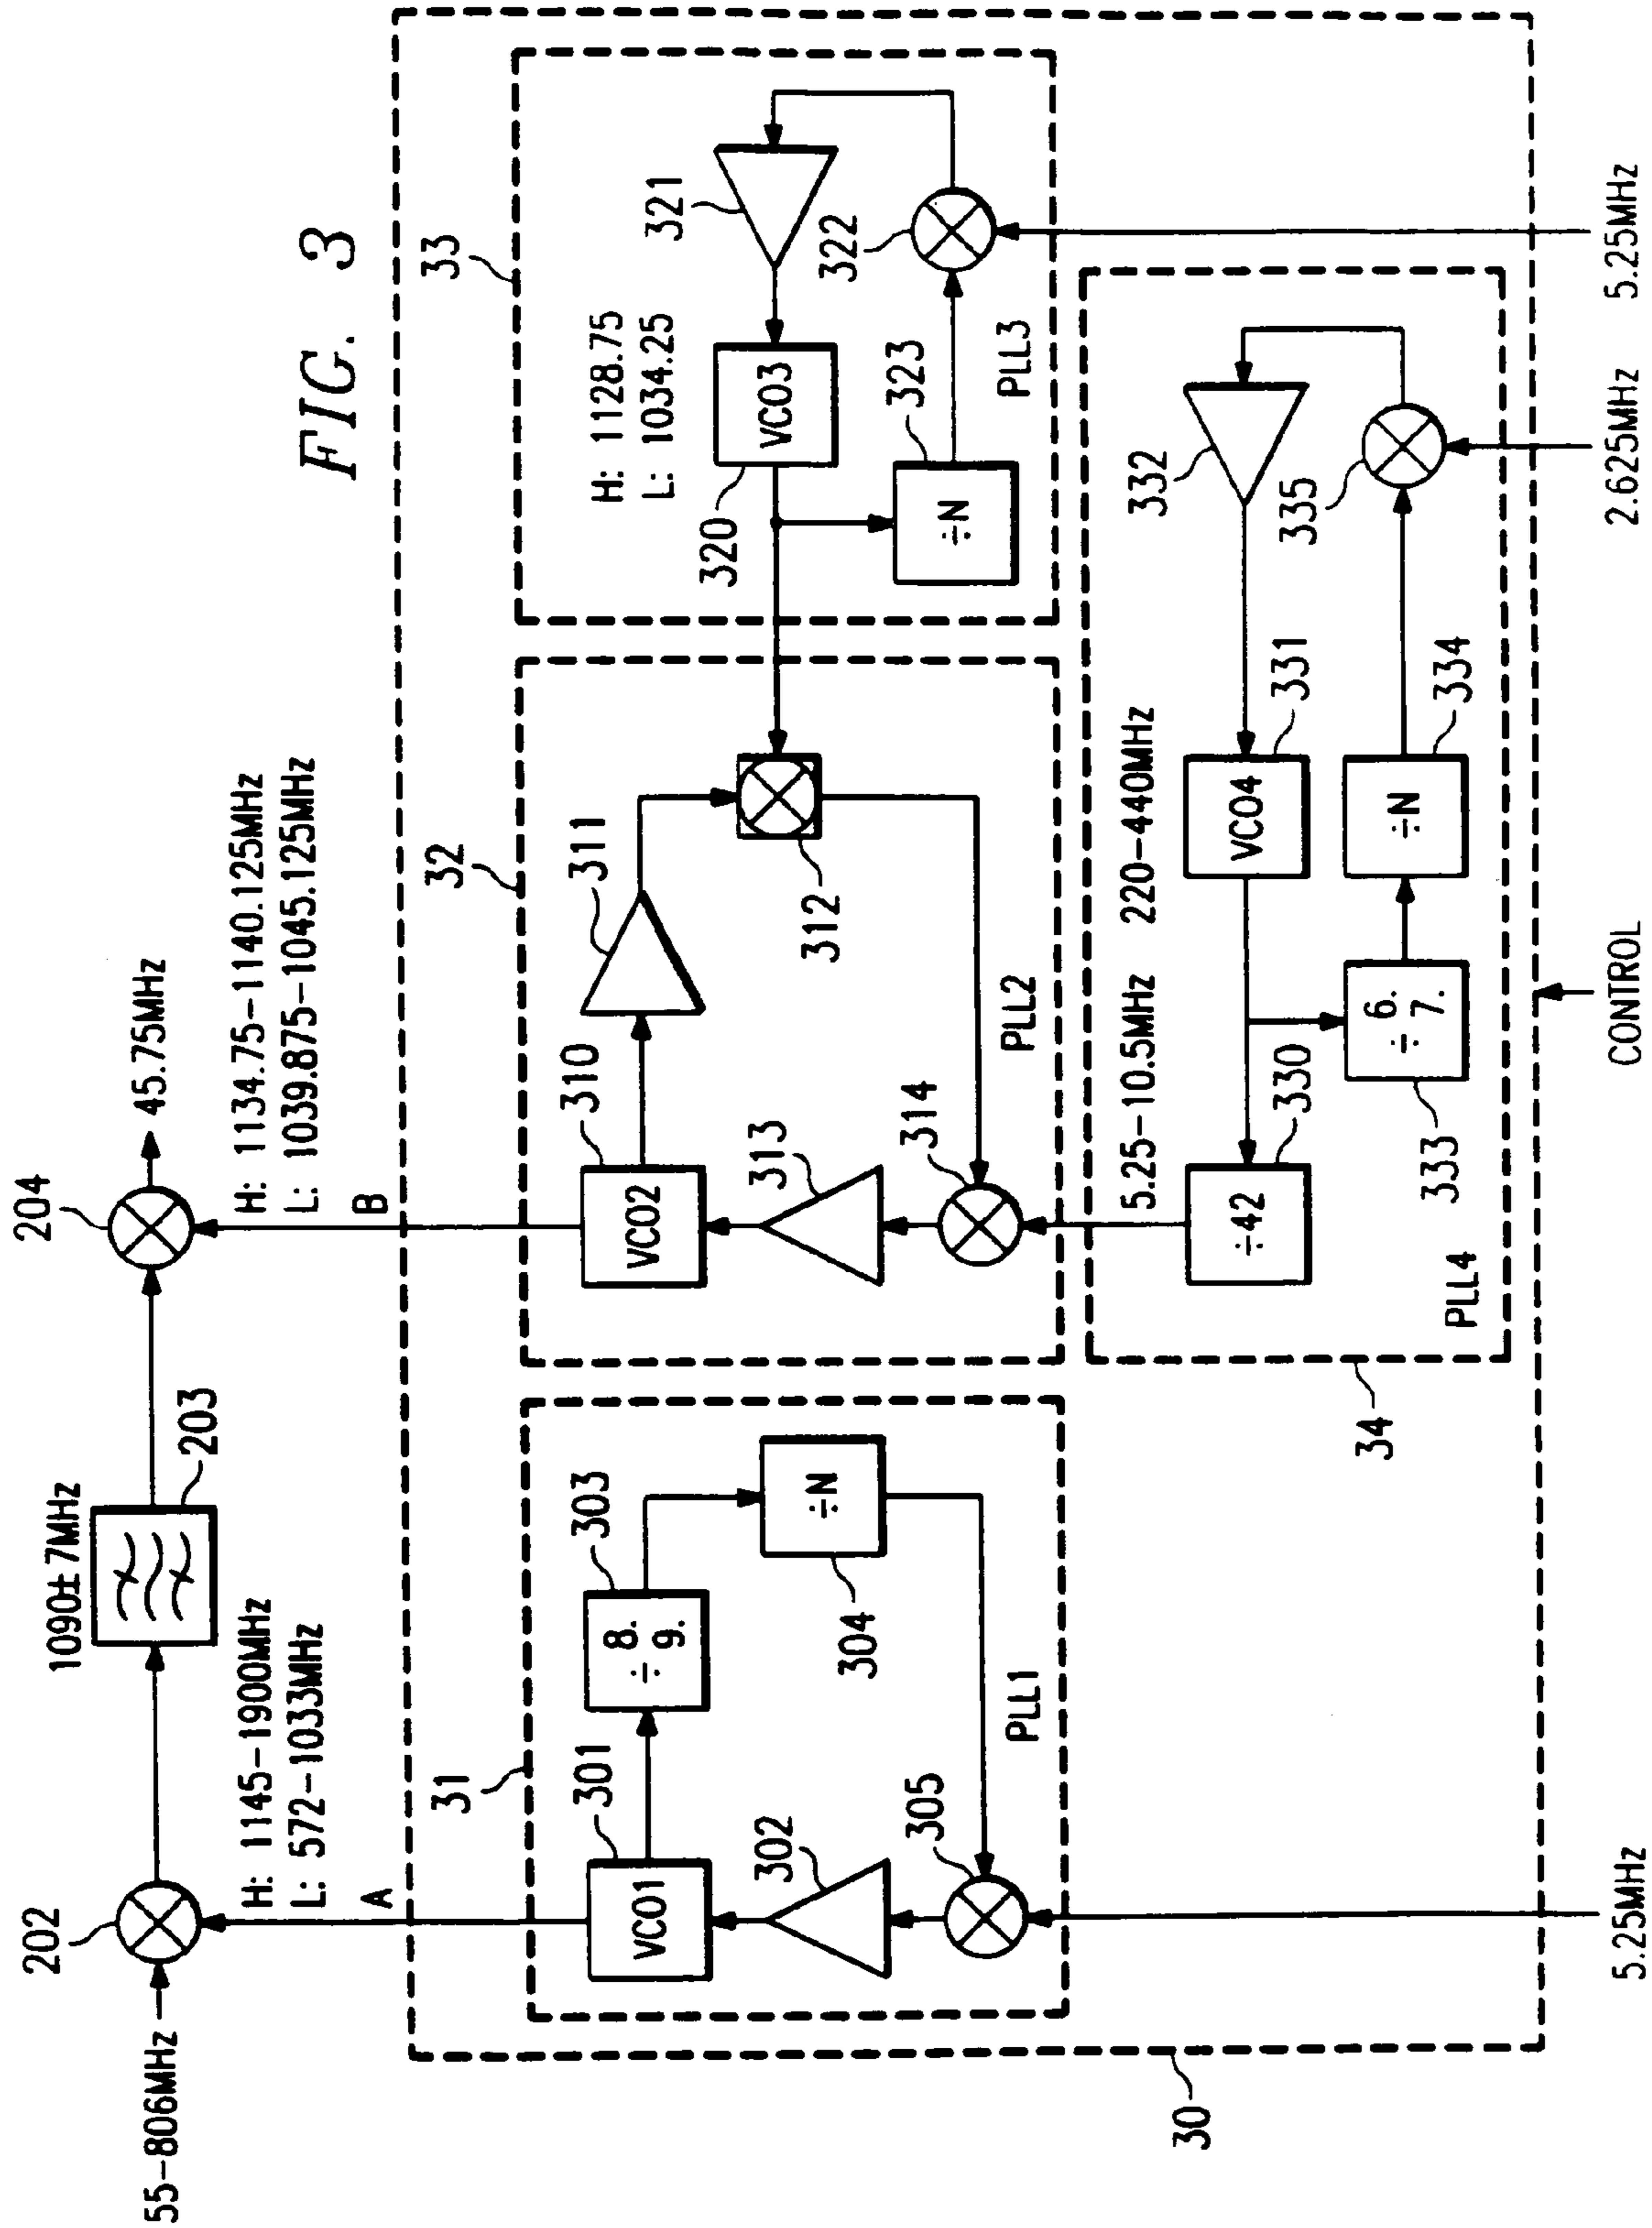 FIG. 3
55-806MHz
202
1090± 7MHz
203
204
45.75MHz
H: 1145-1900MHz
L: 572-1033MHz
A
H: 1134.75-1140.125MHz
L: 1039.875-1045.125MHz
B
30
31
VCO1
301
302
÷ 8. 9.
303
÷N
304
305
PLL1
5.25MHz
32
VCO2
310
311
312
313
314
PLL2
33
H: 1128.75
L: 1034.25
VCO3
320
321
322
÷N
323
PLL3
5.25MHz
34
5.25-10.5MHz
220-440MHz
÷42
330
VCO4
331
332
÷ 6. 7.
333
÷N
334
335
PLL4
2.625MHz
CONTROL